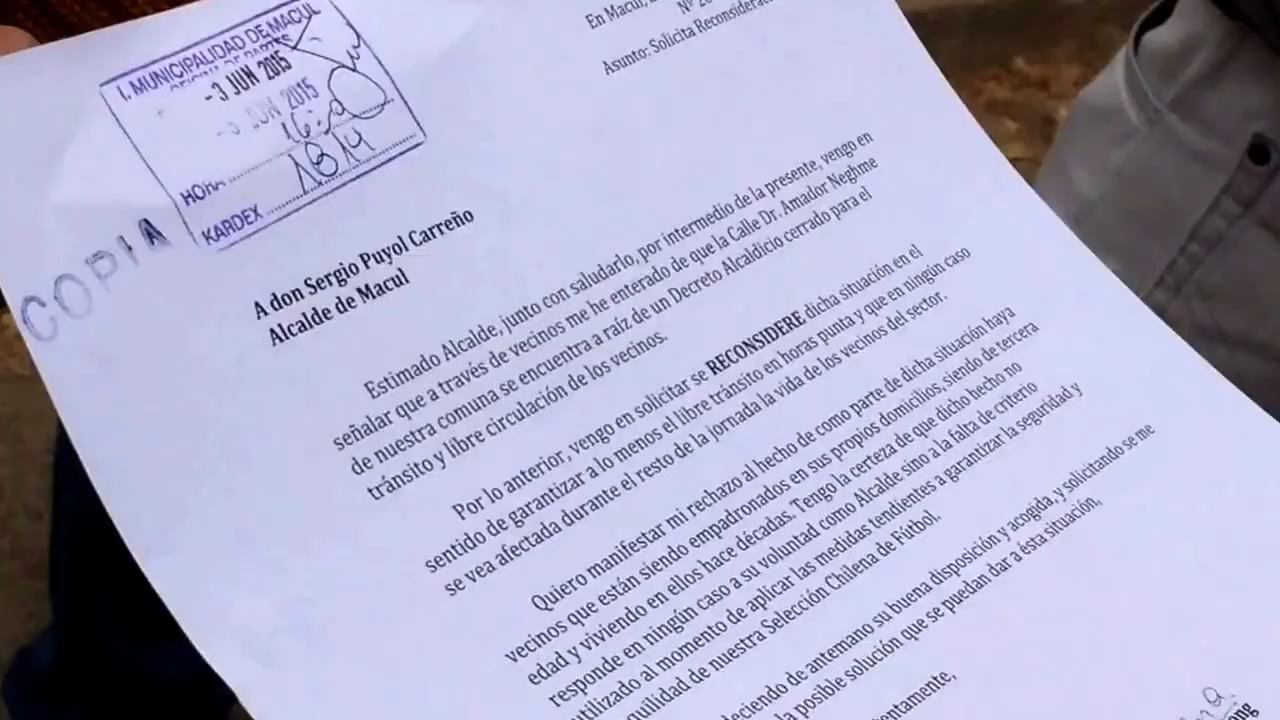 I. MUNICIPALIDAD DE MACUL
OFICINA DE PARTES
-3 JUN 2015
-3 JUN 2015
HORA
1814
KARDEX
COPIA
En Macul,
Nº 20
Asunto: Solicita Reconsidera
A don Sergio Puyol Carreño
Alcalde de Macul
Estimado Alcalde, junto con saludarlo, por intermedio de la presente, vengo en
señalar que a través de vecinos me he enterado de que la Calle Dr. Amador Neghme
de nuestra comuna se encuentra a raíz de un Decreto Alcaldicio cerrado para el
tránsito y libre circulación de los vecinos.
Por lo anterior, vengo en solicitar se RECONSIDERE dicha situación en el
sentido de garantizar a lo menos el libre tránsito en horas punta y que en ningún caso
se vea afectada durante el resto de la jornada la vida de los vecinos del sector.
Quiero manifestar mi rechazo al hecho de como parte de dicha situación haya
vecinos que están siendo empadronados en sus propios domicilios, siendo de tercera
edad y viviendo en ellos hace décadas. Tengo la certeza de que dicho hecho no
responde en ningún caso a su voluntad como Alcalde sino a la falta de criterio
utilizado al momento de aplicar las medidas tendientes a garantizar la seguridad y
quilidad de nuestra Selección Chilena de Fútbol.
deciendo de antemano su buena disposición y acogida, y solicitando se me
la posible solución que se puedan dar a ésta situación,
entamente,
ng